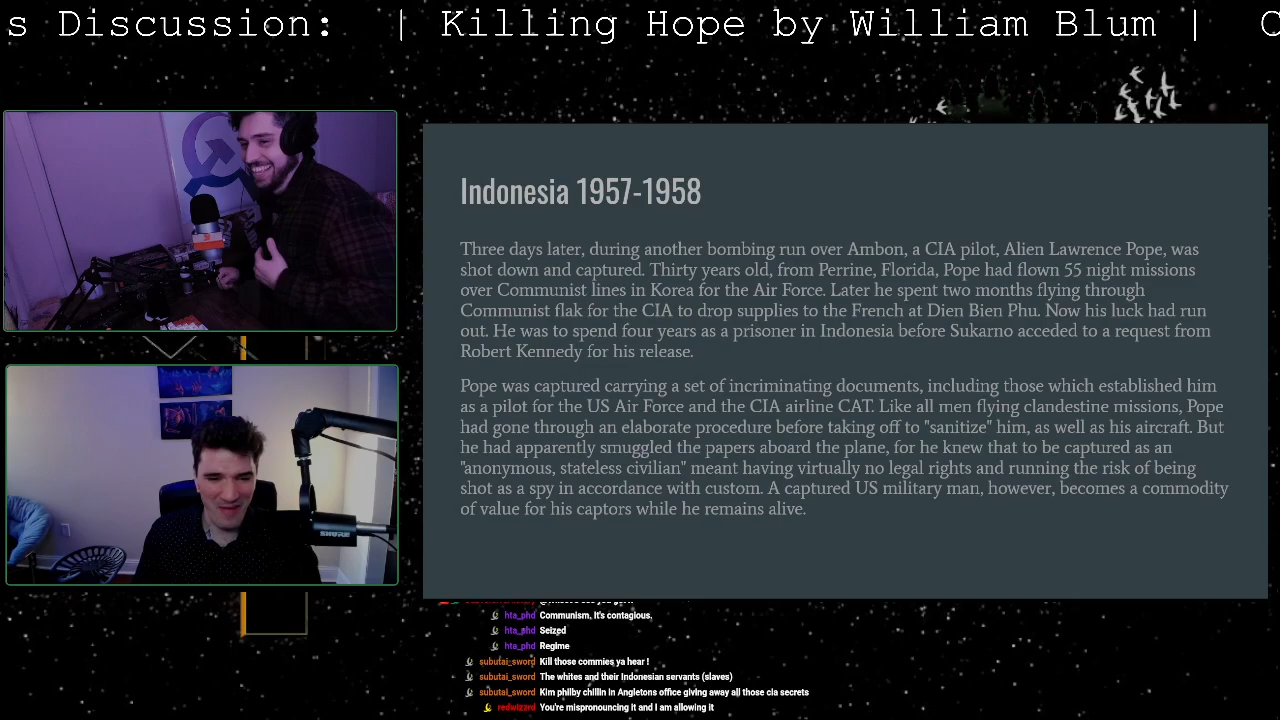 s Discussion:  | Killing Hope by William Blum |
Indonesia 1957-1958
Three days later, during another bombing run over Ambon, a CIA pilot, Alien Lawrence Pope, was
shot down and captured. Thirty years old, from Perrine, Florida, Pope had flown 55 night missions
over Communist lines in Korea for the Air Force. Later he spent two months flying through
Communist flak for the CIA to drop supplies to the French at Dien Bien Phu. Now his luck had run
out. He was to spend four years as a prisoner in Indonesia before Sukarno acceded to a request from
Robert Kennedy for his release.
Pope was captured carrying a set of incriminating documents, including those which established him
as a pilot for the US Air Force and the CIA airline CAT. Like all men flying clandestine missions, Pope
had gone through an elaborate procedure before taking off to "sanitize" him, as well as his aircraft. But
he had apparently smuggled the papers aboard the plane, for he knew that to be captured as an
"anonymous, stateless civilian" meant having virtually no legal rights and running the risk of being
shot as a spy in accordance with custom. A captured US military man, however, becomes a commodity
of value for his captors while he remains alive.
SHURE
hta_phd Communism, It's contagious.
hta_phd Seized
hta_phd Regime
subutai_sword Kill those commies ya hear !
subutai_sword The whites and their Indonesian servants (slaves)
subutai_sword Kim philby chillin in Angletons office giving away all those cia secrets
redwizzrd You're mispronouncing it and I am allowing it